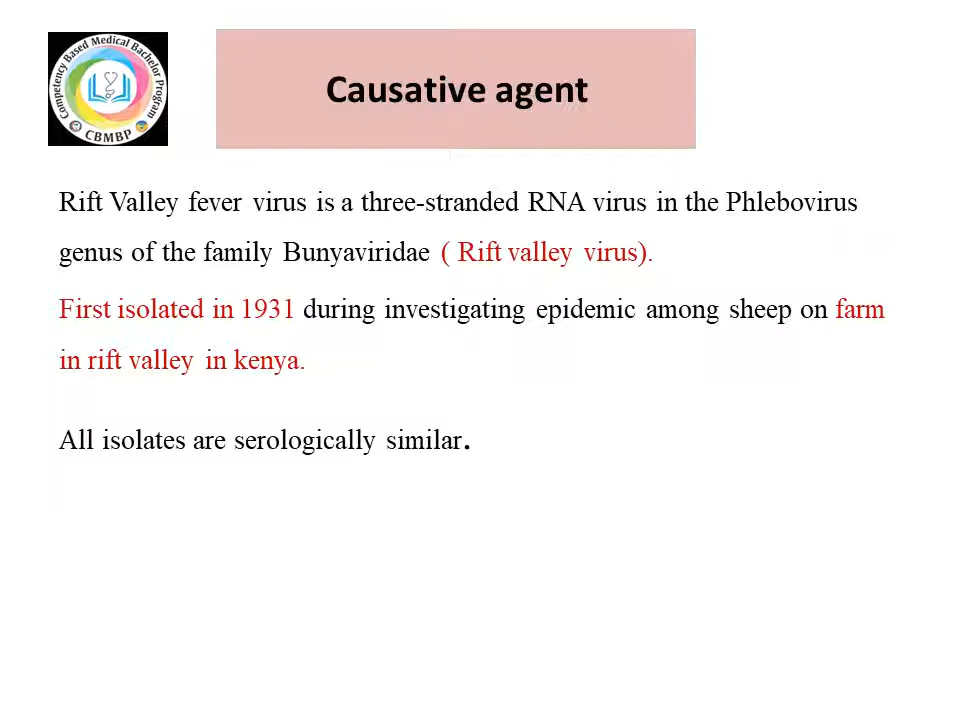 Competency Based Medical Bachelor Program
CBMBP
Causative agent
Rift Valley fever virus is a three-stranded RNA virus in the Phlebovirus
genus of the family Bunyaviridae ( Rift valley virus).
First isolated in 1931 during investigating epidemic among sheep on farm
in rift valley in kenya.
All isolates are serologically similar.